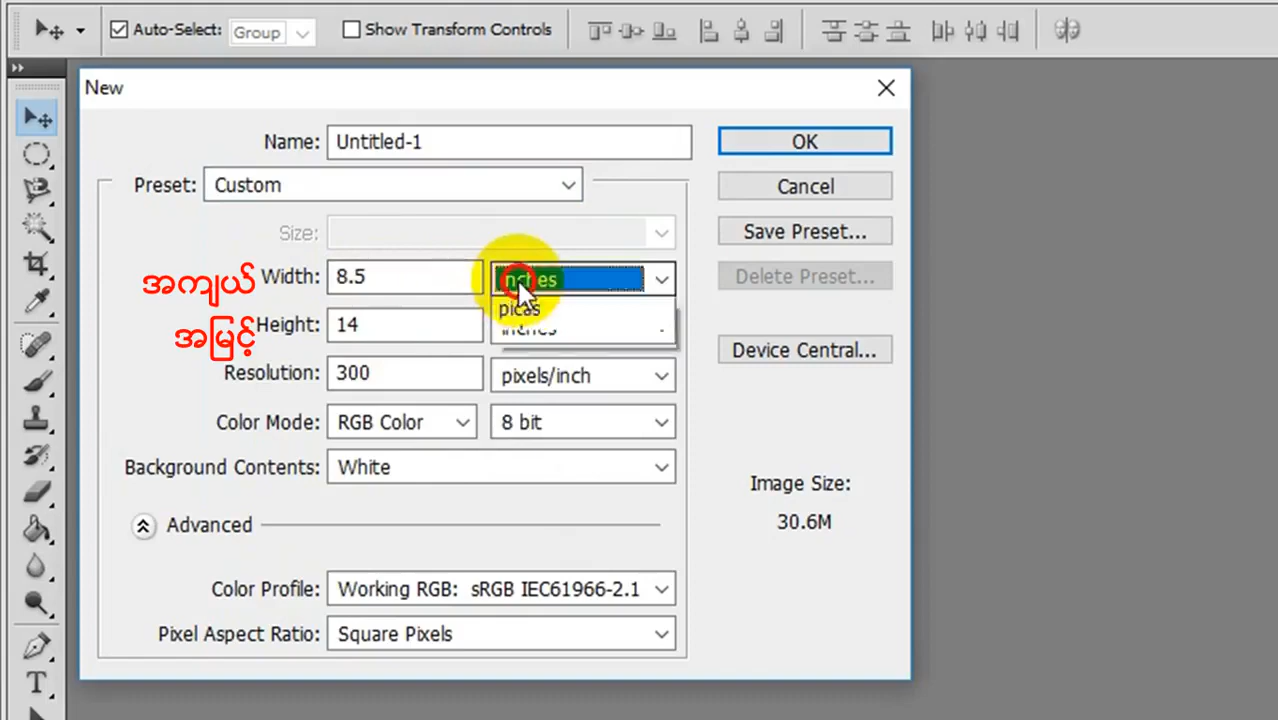 Auto-Select: Group Show Transform Controls
New
Name: Untitled-1 OK
Preset: Custom Cancel
Size: Save Preset...
အကျယ် Width: 8.5 inches Delete Preset...
picas
အမြင့် Height: 14 inches
Device Central...
Resolution: 300 pixels/inch
Color Mode: RGB Color 8 bit
Background Contents: White
Image Size:
Advanced 30.6M
Color Profile: Working RGB: sRGB IEC61966-2.1
Pixel Aspect Ratio: Square Pixels
T